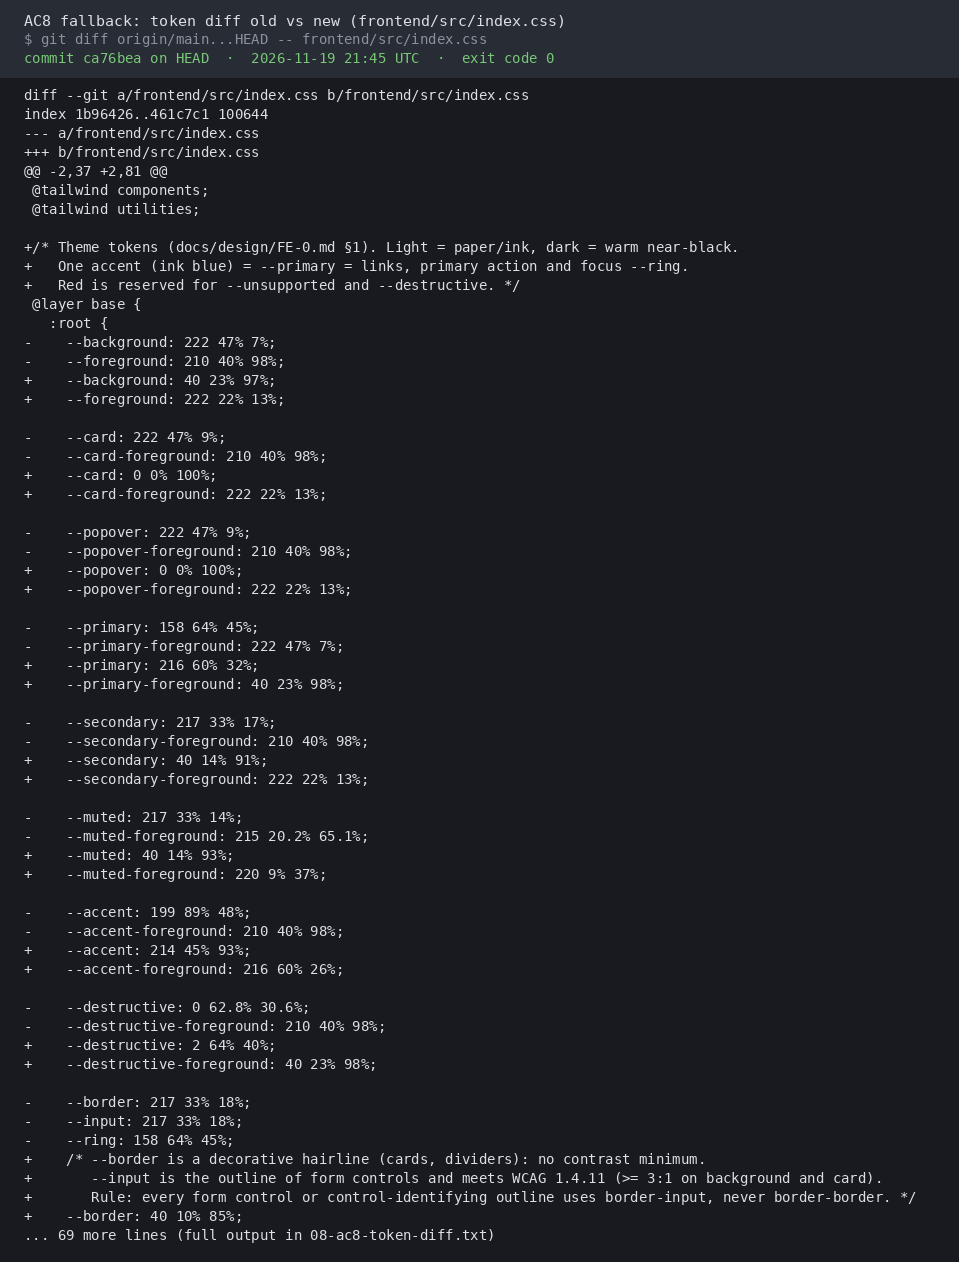 AC8 fallback: token diff old vs new (frontend/src/index.css)
$ git diff origin/main...HEAD -- frontend/src/index.css
commit ca76bea on HEAD  ·  2026-11-19 21:45 UTC  ·  exit code 0
diff --git a/frontend/src/index.css b/frontend/src/index.css
index 1b96426..461c7c1 100644
--- a/frontend/src/index.css
+++ b/frontend/src/index.css
@@ -2,37 +2,81 @@
 @tailwind components;
 @tailwind utilities;

+/* Theme tokens (docs/design/FE-0.md §1). Light = paper/ink, dark = warm near-black.
+   One accent (ink blue) = --primary = links, primary action and focus --ring.
+   Red is reserved for --unsupported and --destructive. */
 @layer base {
   :root {
-    --background: 222 47% 7%;
-    --foreground: 210 40% 98%;
+    --background: 40 23% 97%;
+    --foreground: 222 22% 13%;

-    --card: 222 47% 9%;
-    --card-foreground: 210 40% 98%;
+    --card: 0 0% 100%;
+    --card-foreground: 222 22% 13%;

-    --popover: 222 47% 9%;
-    --popover-foreground: 210 40% 98%;
+    --popover: 0 0% 100%;
+    --popover-foreground: 222 22% 13%;

-    --primary: 158 64% 45%;
-    --primary-foreground: 222 47% 7%;
+    --primary: 216 60% 32%;
+    --primary-foreground: 40 23% 98%;

-    --secondary: 217 33% 17%;
-    --secondary-foreground: 210 40% 98%;
+    --secondary: 40 14% 91%;
+    --secondary-foreground: 222 22% 13%;

-    --muted: 217 33% 14%;
-    --muted-foreground: 215 20.2% 65.1%;
+    --muted: 40 14% 93%;
+    --muted-foreground: 220 9% 37%;

-    --accent: 199 89% 48%;
-    --accent-foreground: 210 40% 98%;
+    --accent: 214 45% 93%;
+    --accent-foreground: 216 60% 26%;

-    --destructive: 0 62.8% 30.6%;
-    --destructive-foreground: 210 40% 98%;
+    --destructive: 2 64% 40%;
+    --destructive-foreground: 40 23% 98%;

-    --border: 217 33% 18%;
-    --input: 217 33% 18%;
-    --ring: 158 64% 45%;
+    /* --border is a decorative hairline (cards, dividers): no contrast minimum.
+       --input is the outline of form controls and meets WCAG 1.4.11 (>= 3:1 on background and card).
+       Rule: every form control or control-identifying outline uses border-input, never border-border. */
+    --border: 40 10% 85%;
... 69 more lines (full output in 08-ac8-token-diff.txt)